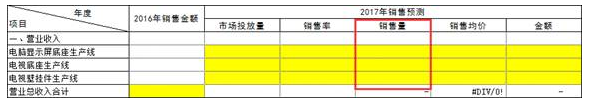 年度
项目
2016年销售金额
2017年销售预测
市场投放量 销售率 销售量 销售均价 金额
一、营业收入
电脑显示屏底座生产线
电视底座生产线
电视壁挂件生产线
营业总收入合计 - #DIV/0! -